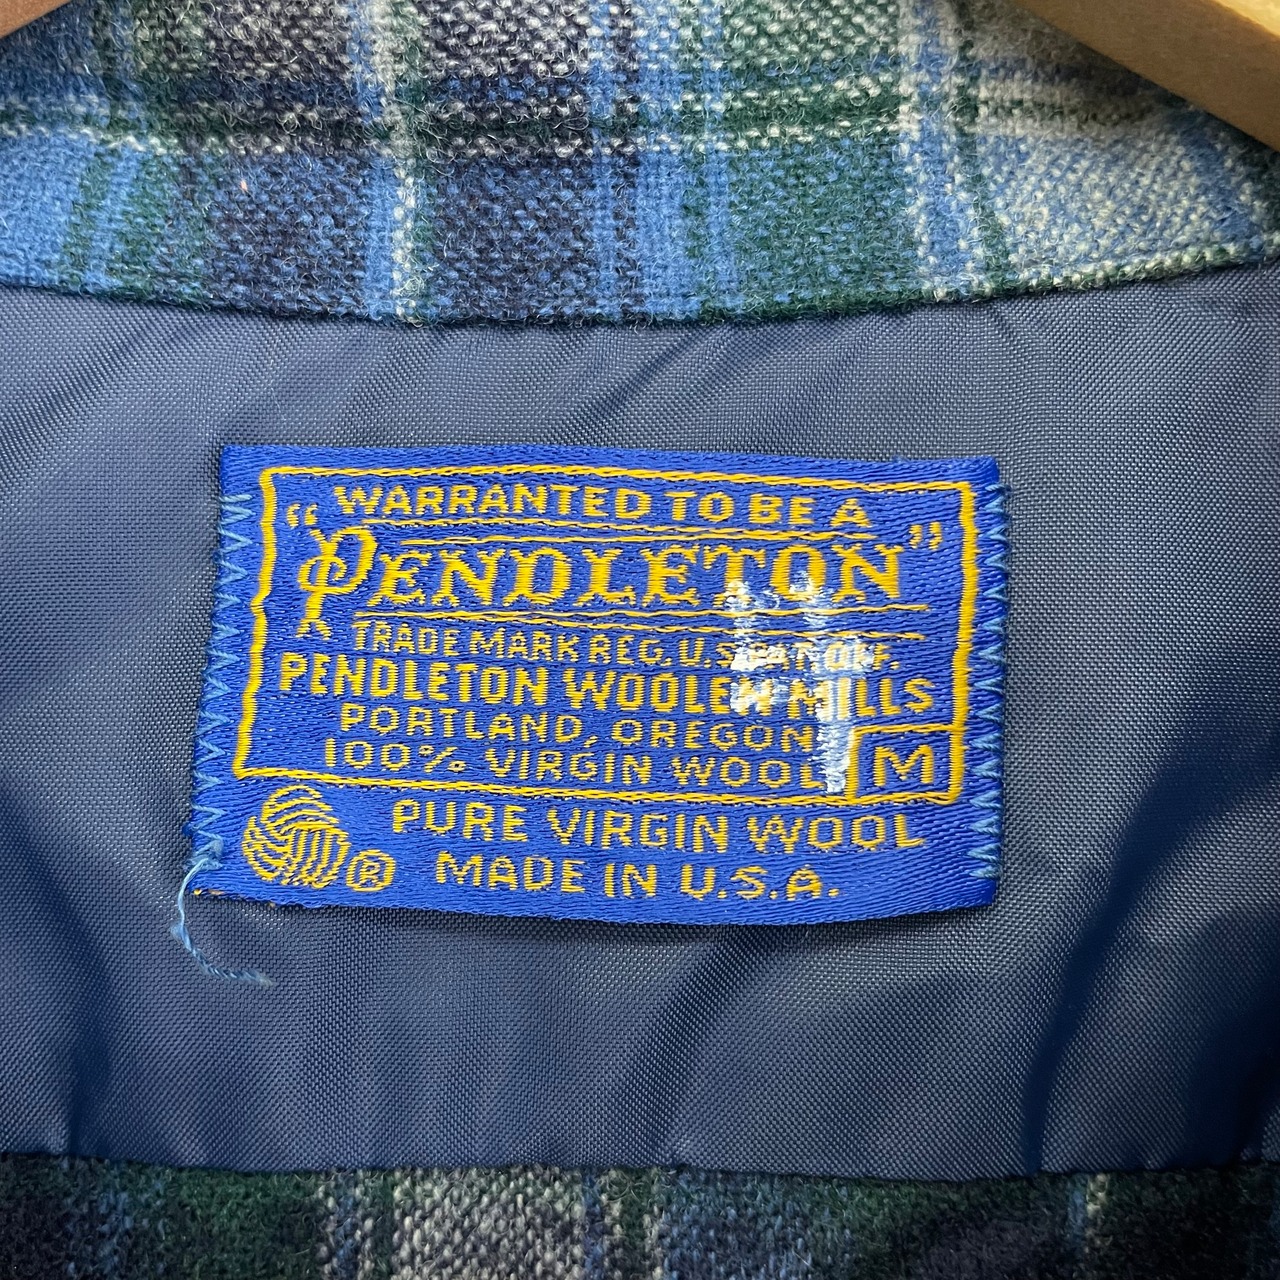 WARRANTED TO BE A
"PENDLETON"
TRADE MARK REG. U.S. PAT. OFF.
PENDLETON WOOLEN MILLS
PORTLAND, OREGON
100% VIRGIN WOOL M
PURE VIRGIN WOOL
® MADE IN U.S.A.